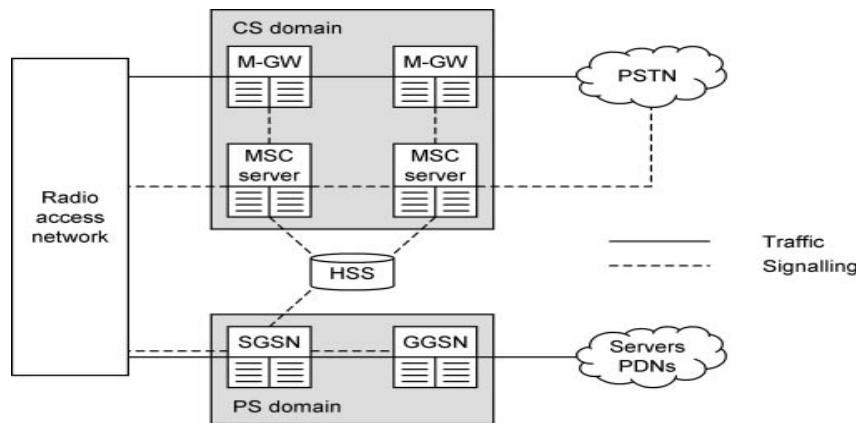 CS domain
M-GW
M-GW
PSTN
MSC
server
MSC
server
Radio
access
network
Traffic
Signalling
HSS
SGSN
GGSN
Servers
PDNs
PS domain